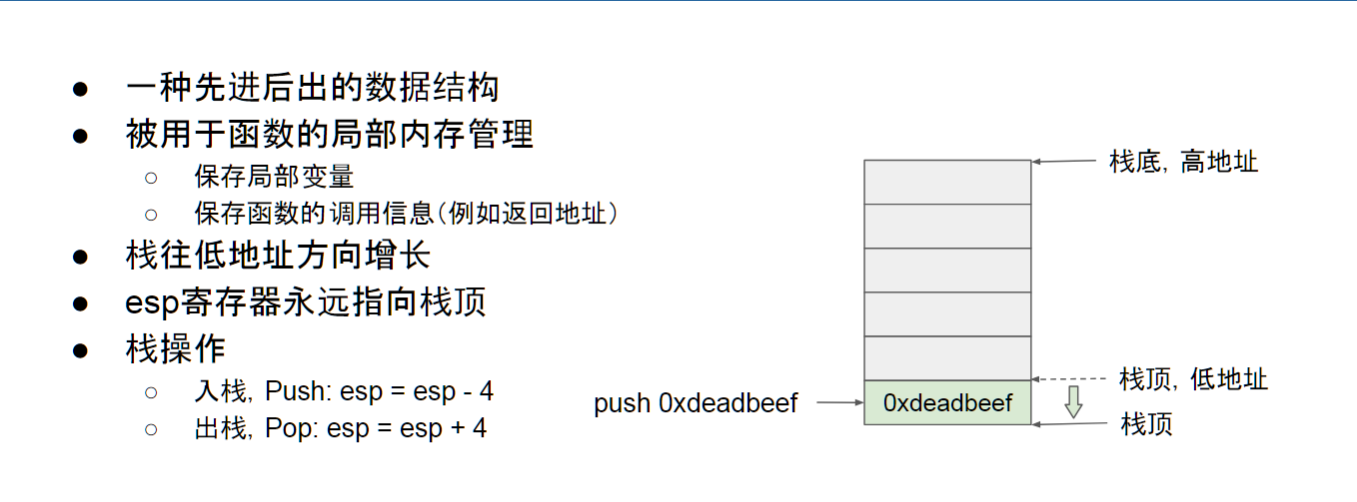 ● 一种先进后出的数据结构
● 被用于函数的局部内存管理
○ 保存局部变量
○ 保存函数的调用信息(例如返回地址)
● 栈往低地址方向增长
● esp寄存器永远指向栈顶
● 栈操作
○ 入栈, Push: esp = esp - 4
○ 出栈, Pop: esp = esp + 4
栈底, 高地址
栈顶, 低地址
push 0xdeadbeef
0xdeadbeef
栈顶